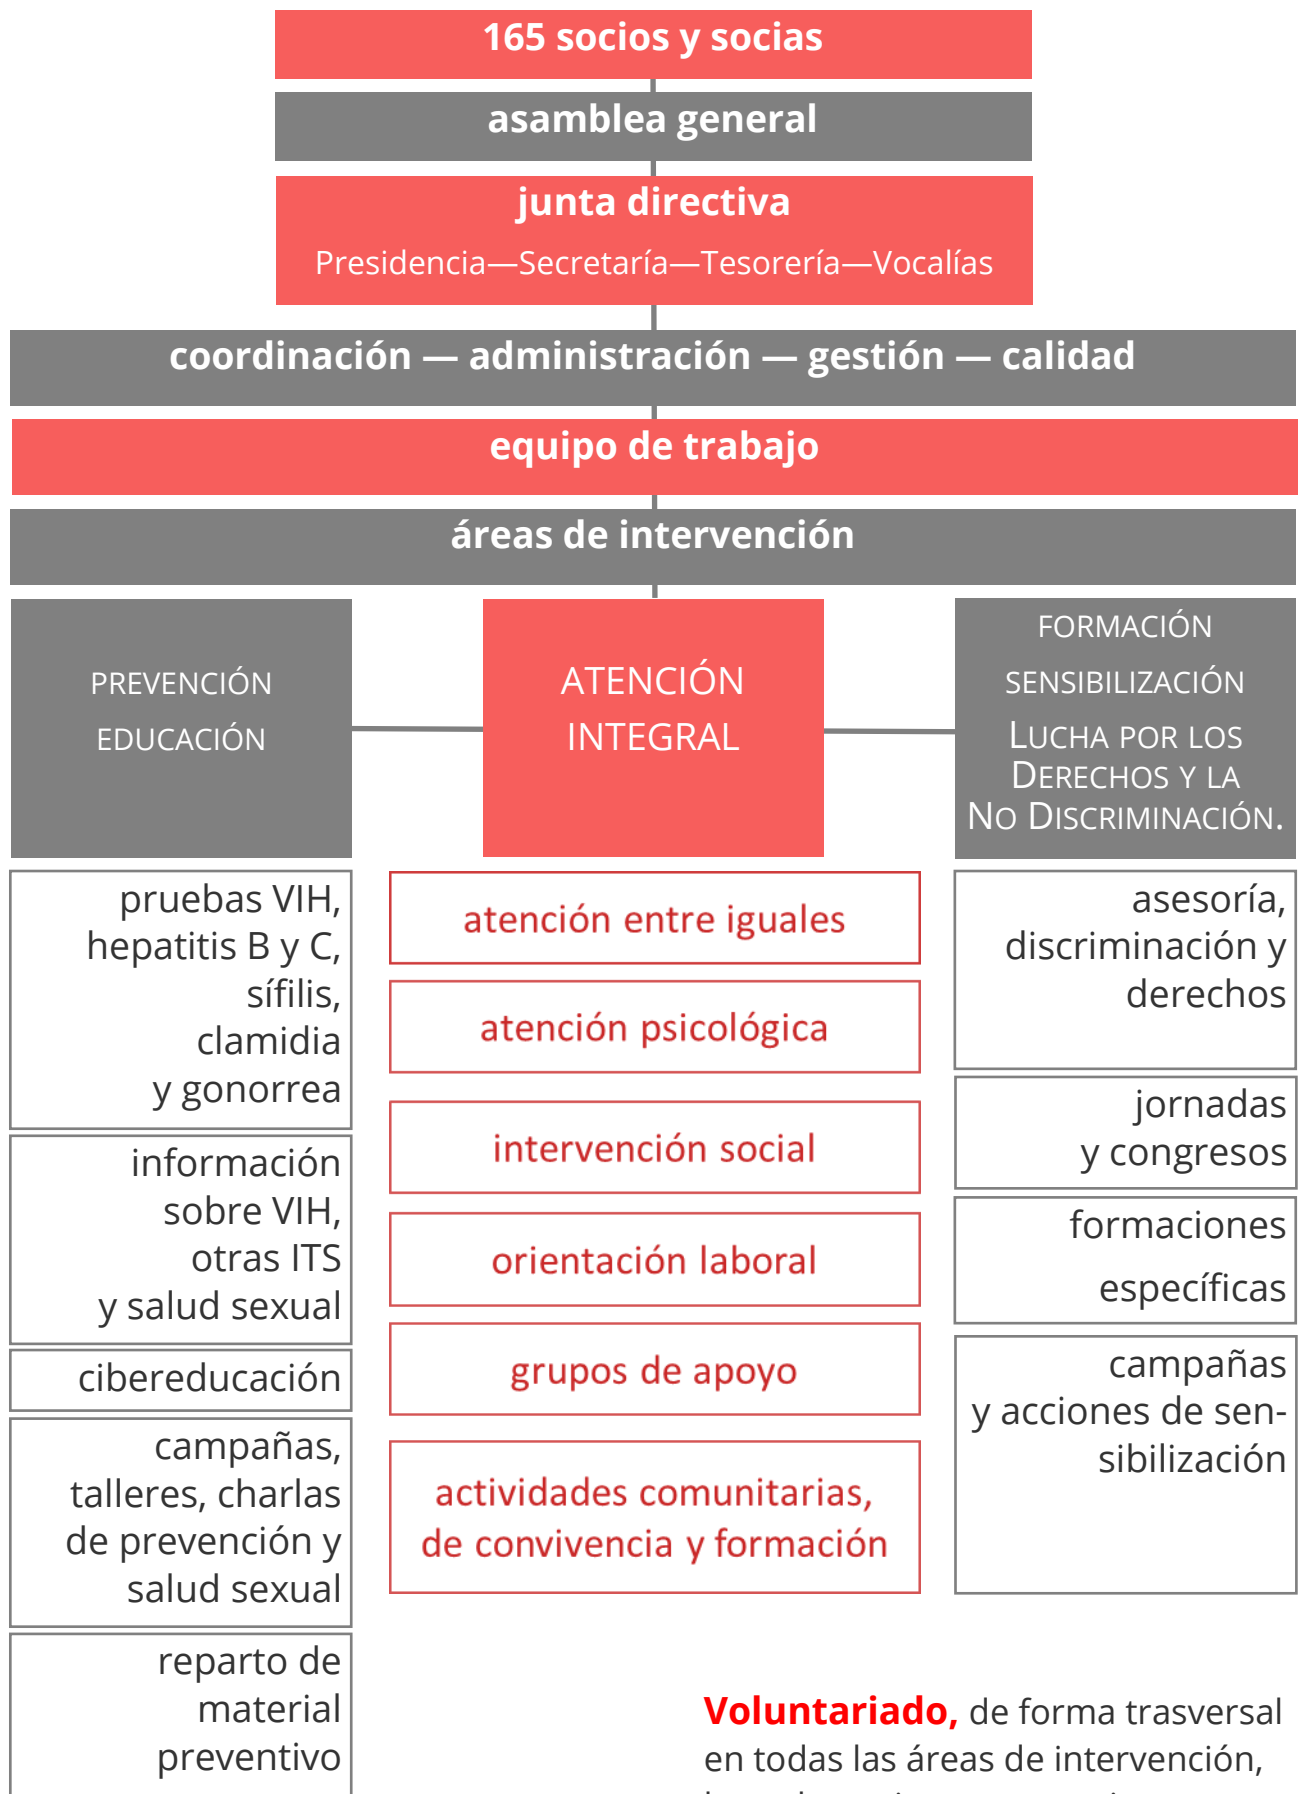 165 socios y socias
asamblea general
junta directiva
Presidencia—Secretaría—Tesorería—Vocalías
coordinación — administración — gestión — calidad
equipo de trabajo
áreas de intervención
PREVENCIÓN
EDUCACIÓN
ATENCIÓN
INTEGRAL
FORMACIÓN
SENSIBILIZACIÓN
LUCHA POR LOS
DERECHOS Y LA
NO DISCRIMINACIÓN.
pruebas VIH,
hepatitis B y C,
sífilis,
clamidia
y gonorrea
información
sobre VIH,
otras ITS
y salud sexual
cibereducación
campañas,
talleres, charlas
de prevención y
salud sexual
reparto de
material
preventivo
atención entre iguales
atención psicológica
intervención social
orientación laboral
grupos de apoyo
actividades comunitarias,
de convivencia y formación
asesoría,
discriminación y
derechos
jornadas
y congresos
formaciones
específicas
campañas
y acciones de sen-
sibilización
Voluntariado, de forma trasversal
en todas las áreas de intervención,